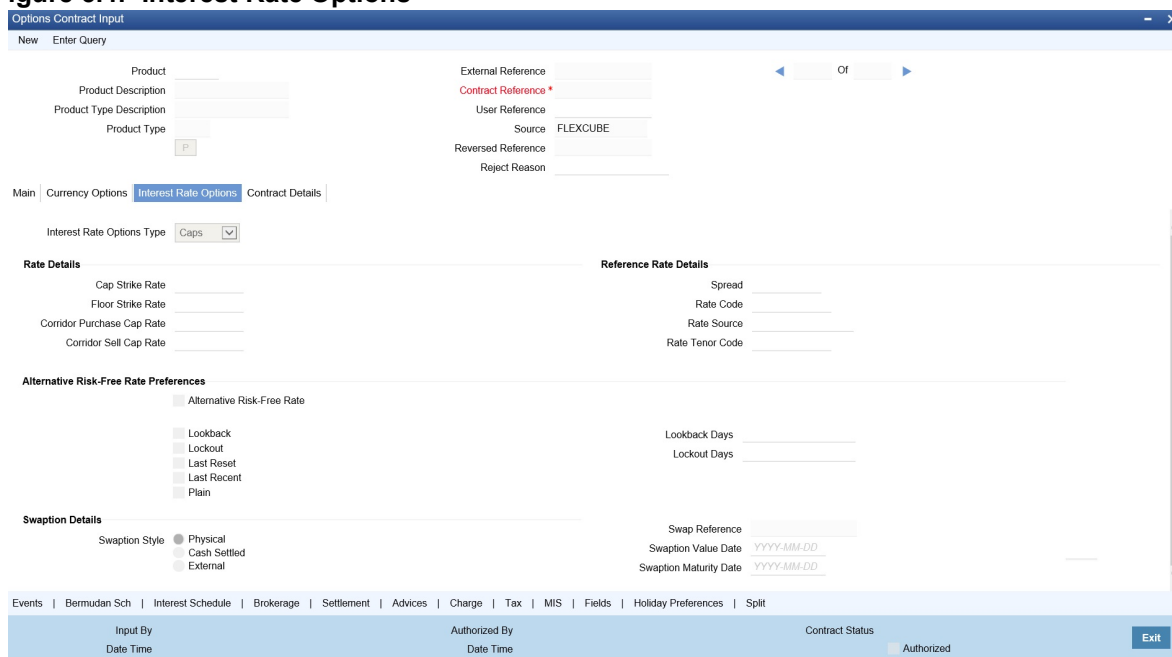 Options Contract Input
New Enter Query
Product
Product Description
Product Type Description
Product Type
P
External Reference
Contract Reference *
User Reference
Source FLEXCUBE
Reversed Reference
Reject Reason
Of
Main Currency Options Interest Rate Options Contract Details
Interest Rate Options Type Caps
Rate Details
Cap Strike Rate
Floor Strike Rate
Corridor Purchase Cap Rate
Corridor Sell Cap Rate
Reference Rate Details
Spread
Rate Code
Rate Source
Rate Tenor Code
Alternative Risk-Free Rate Preferences
Alternative Risk-Free Rate
Lookback
Lockout
Last Reset
Last Recent
Plain
Lookback Days
Lockout Days
Swaption Details
Swaption Style Physical
Cash Settled
External
Swap Reference
Swaption Value Date YYYY-MM-DD
Swaption Maturity Date YYYY-MM-DD
Events | Bermudan Sch | Interest Schedule | Brokerage | Settlement | Advices | Charge | Tax | MIS | Fields | Holiday Preferences | Split
Input By
Date Time
Authorized By
Date Time
Contract Status
Authorized
Exit